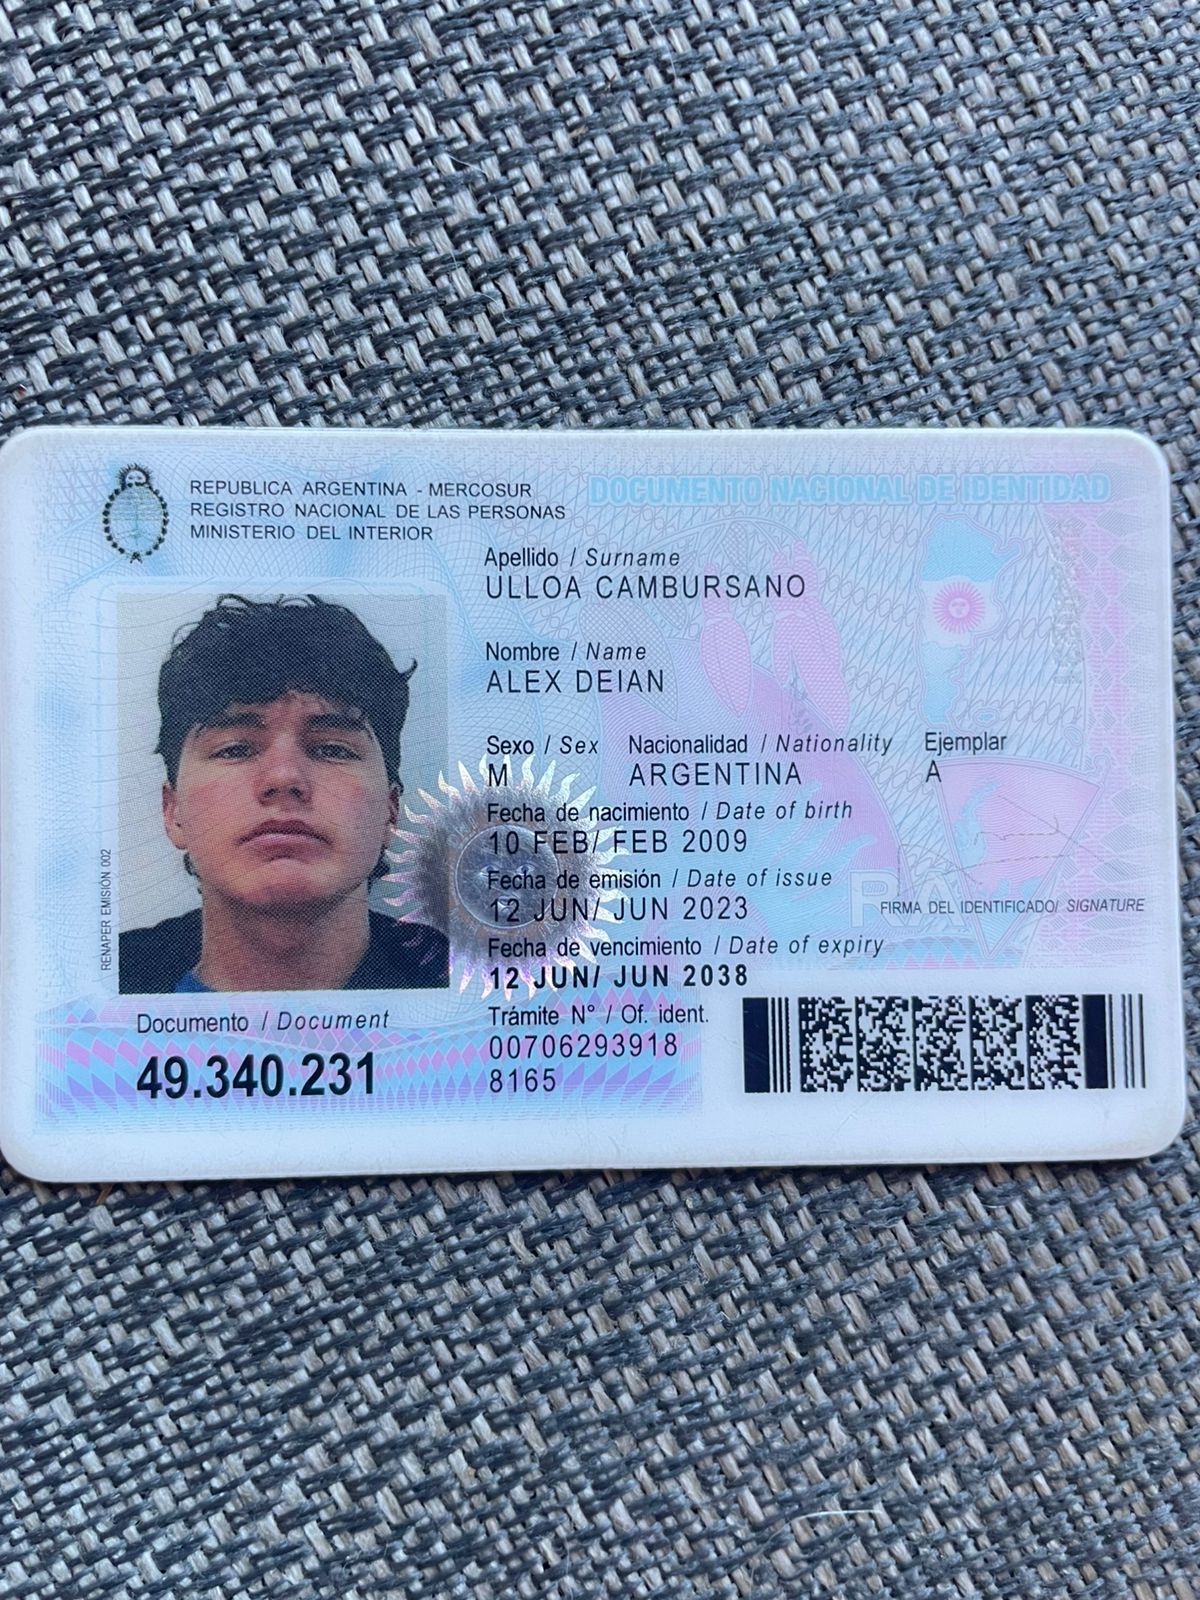 REPUBLICA ARGENTINA - MERCOSUR
REGISTRO NACIONAL DE LAS PERSONAS
MINISTERIO DEL INTERIOR
DOCUMENTO NACIONAL DE IDENTIDAD
Apellido / Surname
ULLOA CAMBURSANO
Nombre / Name
ALEX DEIAN
Sexo / Sex Nacionalidad / Nationality Ejemplar
M ARGENTINA A
Fecha de nacimiento / Date of birth
10 FEB/ FEB 2009
Fecha de emisión / Date of issue
12 JUN/ JUN 2023
RA
FIRMA DEL IDENTIFICADO/ SIGNATURE
Fecha de vencimiento / Date of expiry
12 JUN/ JUN 2038
RENAPER EMISIÓN 002
Documento / Document
49.340.231
Trámite N° / Of. ident.
00706293918
8165